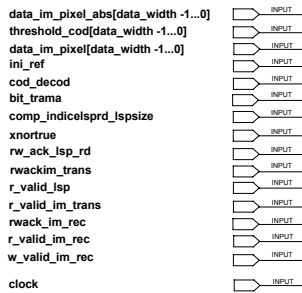 data_im_pixel_abs[data_width -1...0] INPUT
threshold_cod[data_width -1...0] INPUT
data_im_pixel[data_width -1...0] INPUT
ini_ref INPUT
cod_decod INPUT
bit_trama INPUT
comp_indicelsprd_lspsize INPUT
xnortrue INPUT
rw_ack_lsp_rd INPUT
rwackim_trans INPUT
r_valid_lsp INPUT
r_valid_im_trans INPUT
rwack_im_rec INPUT
r_valid_im_rec INPUT
w_valid_im_rec INPUT
clock INPUT